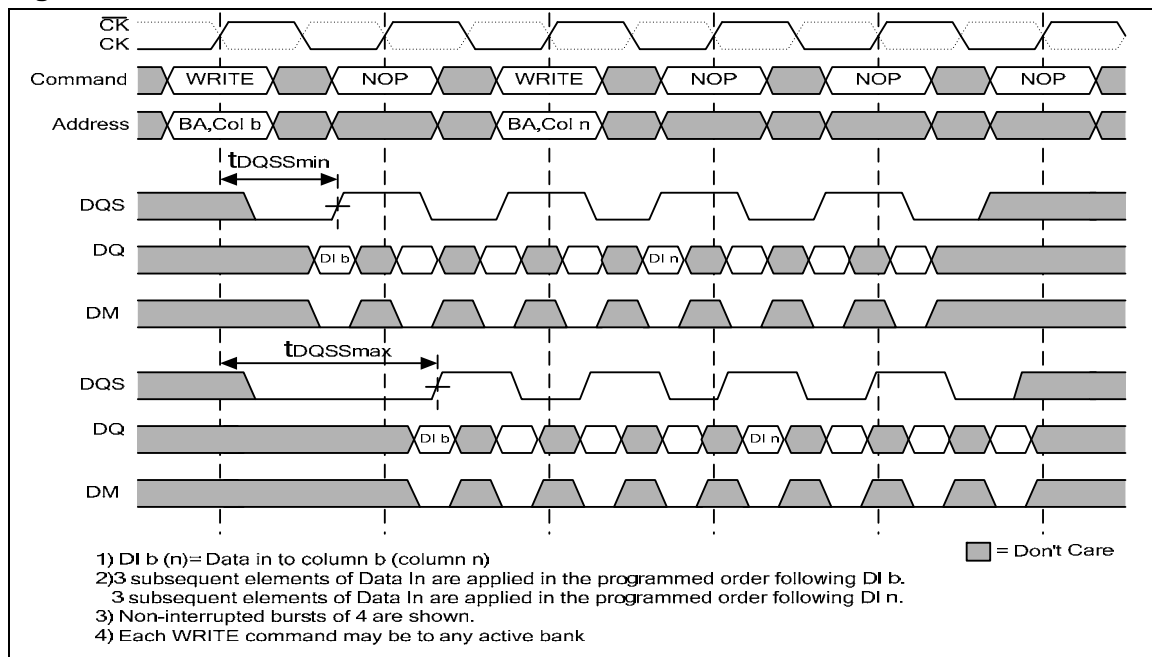 CK
CK
Command WRITE NOP WRITE NOP NOP NOP
Address BA,Col b BA,Col n
tDQSSmin
DQS
DQ DI b DI n
DM
tDQSSmax
DQS
DQ DI b DI n
DM
1) DI b (n)= Data in to column b (column n)
2)3 subsequent elements of Data In are applied in the programmed order following DI b.
3 subsequent elements of Data In are applied in the programmed order following DI n.
3) Non-interrupted bursts of 4 are shown.
4) Each WRITE command may be to any active bank
= Don't Care